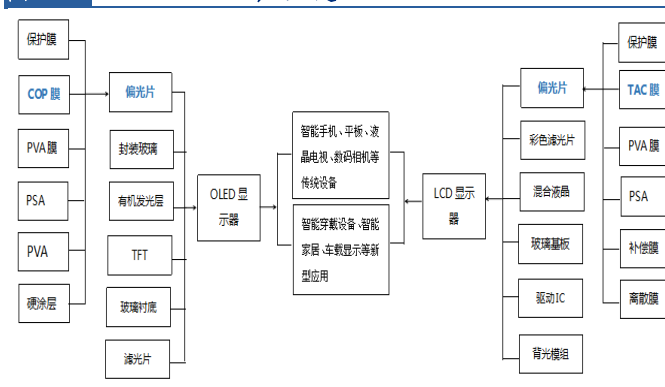 保护膜
COP 膜
PVA 膜
PSA
PVA
硬涂层
偏光片
封装玻璃
有机发光层
TFT
玻璃衬底
滤光片
OLED 显
示器
智能手机、平板、液
晶电视、数码相机等
传统设备
智能穿戴设备、智能
家居、车载显示等新
型应用
LCD 显示
器
偏光片
彩色滤光片
混合液晶
玻璃基板
驱动IC
背光模组
保护膜
TAC 膜
PVA 膜
PSA
补偿膜
离散膜